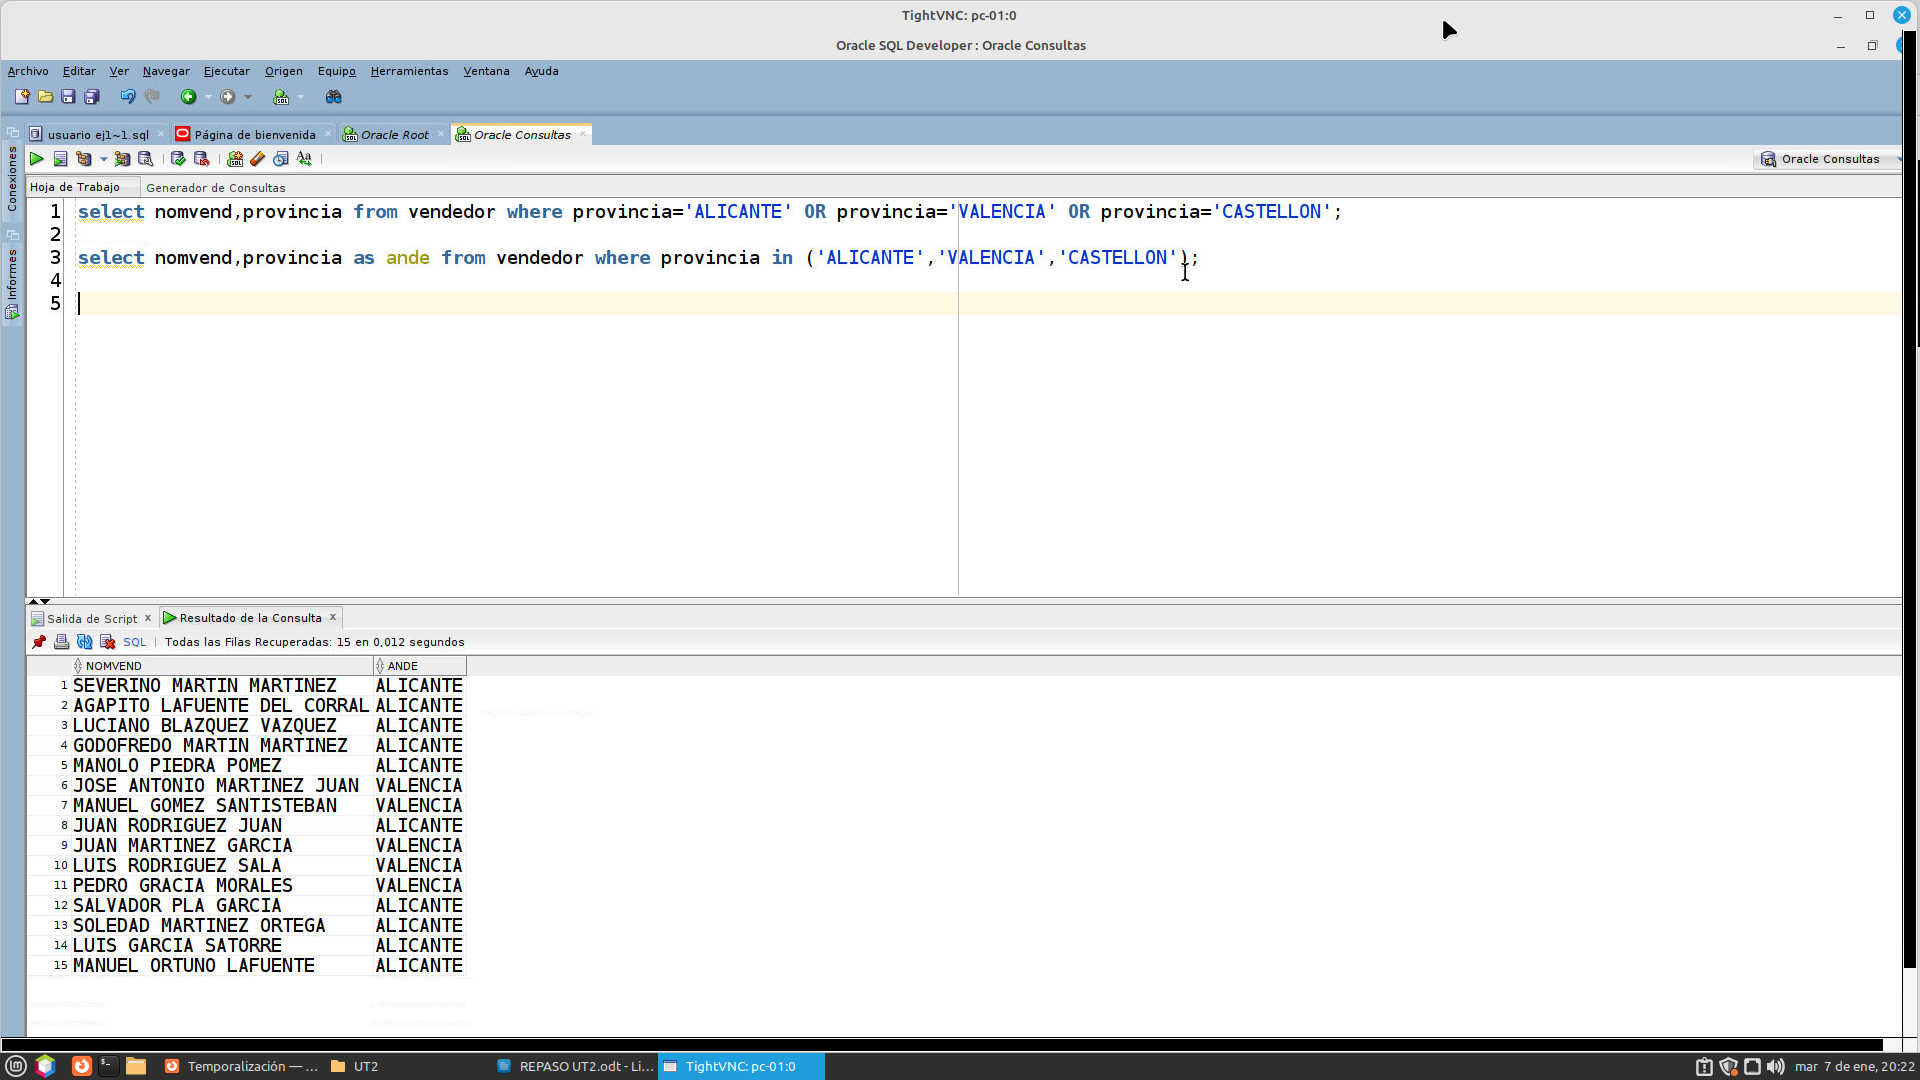 TightVNC: pc-01:0
Oracle SQL Developer : Oracle Consultas
Archivo Editar Ver Navegar Ejecutar Origen Equipo Herramientas Ventana Ayuda
usuario ej1~1.sql Página de bienvenida Oracle Root Oracle Consultas
Oracle Consultas
Conexiones
Informes
Hoja de Trabajo Generador de Consultas
1 select nomvend,provincia from vendedor where provincia='ALICANTE' OR provincia='VALENCIA' OR provincia='CASTELLON';
2
3 select nomvend,provincia as ande from vendedor where provincia in ('ALICANTE','VALENCIA','CASTELLON');
4
5
Salida de Script x Resultado de la Consulta x
SQL | Todas las Filas Recuperadas: 15 en 0,012 segundos
NOMVEND ANDE
1 SEVERINO MARTIN MARTINEZ ALICANTE
2 AGAPITO LAFUENTE DEL CORRAL ALICANTE
3 LUCIANO BLAZQUEZ VAZQUEZ ALICANTE
4 GODOFREDO MARTIN MARTINEZ ALICANTE
5 MANOLO PIEDRA POMEZ ALICANTE
6 JOSE ANTONIO MARTINEZ JUAN VALENCIA
7 MANUEL GOMEZ SANTISTEBAN VALENCIA
8 JUAN RODRIGUEZ JUAN ALICANTE
9 JUAN MARTINEZ GARCIA VALENCIA
10 LUIS RODRIGUEZ SALA VALENCIA
11 PEDRO GRACIA MORALES VALENCIA
12 SALVADOR PLA GARCIA ALICANTE
13 SOLEDAD MARTINEZ ORTEGA ALICANTE
14 LUIS GARCIA SATORRE ALICANTE
15 MANUEL ORTUNO LAFUENTE ALICANTE
Temporalización — ... UT2 REPASO UT2.odt - Li... TightVNC: pc-01:0 mar 7 de ene, 20:22